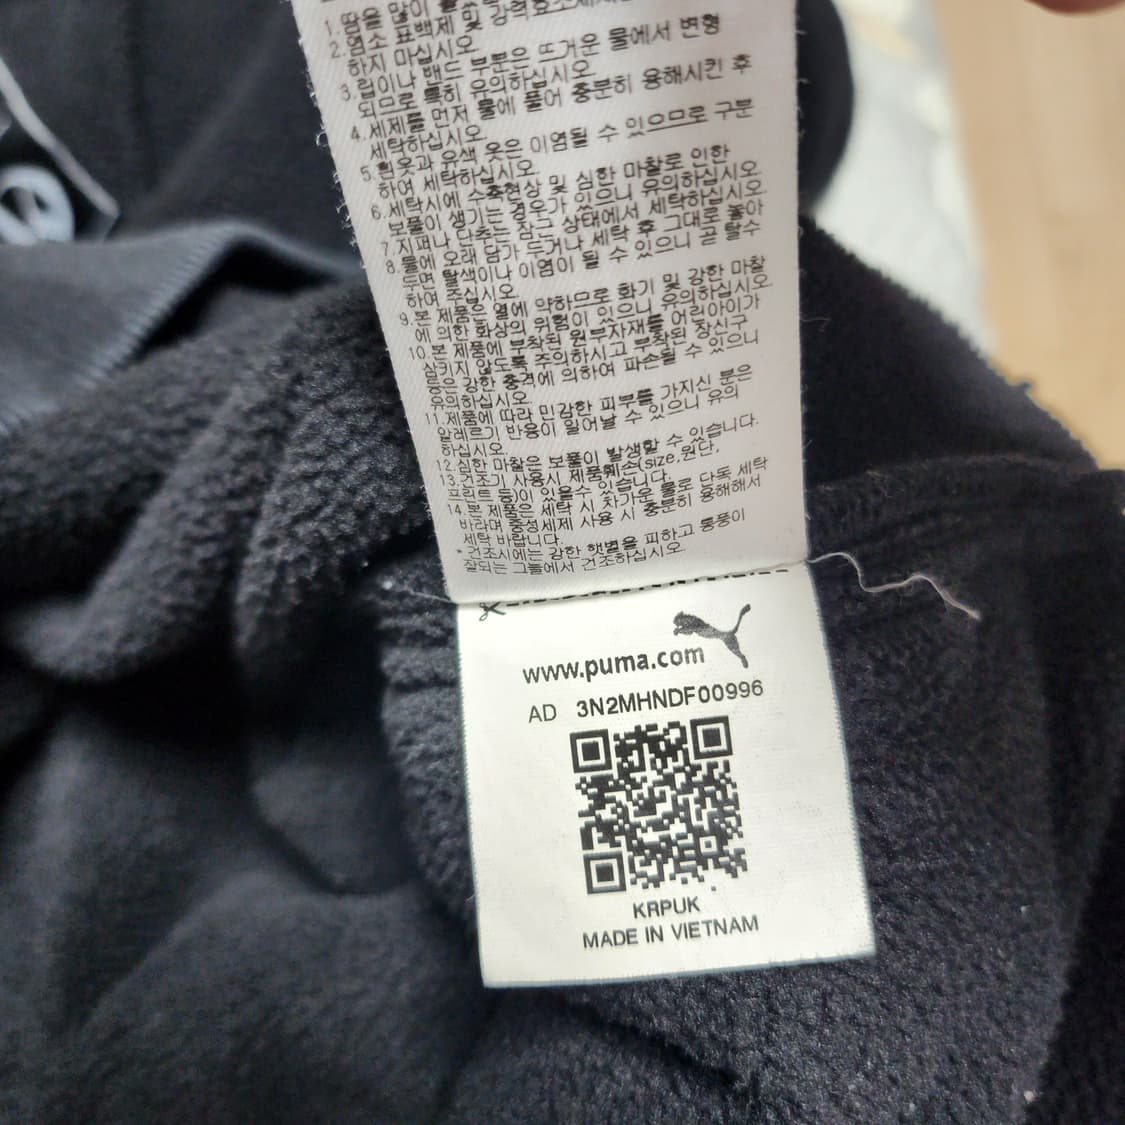 1.땀을 많이
2.염소 표백제 및 강력효소세제는
하지 마십시오
3.립이나 밴드 부분은 뜨거운 물에서 변형
되므로 특히 유의하십시오
4.세제를 먼저 물에 풀어 충분히 용해시킨 후
세탁하십시오
5.흰옷과 유색 옷은 이염될 수 있으므로 구분
하여 세탁하십시오
6.세탁시에 수축현상 및 심한 마찰로 인한
보풀이 생기는 경우가 있으니 유의하십시오
7.지퍼나 단추는 잠근 상태에서 세탁하십시오
8.물에 오래 담가 두거나 세탁 후 그대로 놓아
두면 탈색이나 이염이 될 수 있으니 곧 탈수
하여 주십시오
9.본 제품은 열에 약하므로 화기 및 강한 마찰
에 의한 화상의 위험이 있으니 유의하십시오
10.본 제품에 부착된 원부자재를 어린아이가
삼키지 않도록 주의하시고 부착된 장신구
등은 강한 충격에 의하여 파손될 수 있으니
유의하십시오
11.제품에 따라 민감한 피부를 가지신 분은
알레르기 반응이 일어날 수 있으니 유의
하십시오
12.심한 마찰은 보풀이 발생할 수 있습니다.
13.건조기 사용시 제품훼손(size,원단,
프린트 등)이 있을수 있습니다.
14.본 제품은 세탁 시 차가운 물로 단독 세탁
바라며 중성세제 사용 시 충분히 용해해서
세탁 바랍니다.
*건조시에는 강한 햇볕을 피하고 통풍이
잘되는 그늘에서 건조하십시오
www.puma.com
AD 3N2MHNDF00996
KRPUK
MADE IN VIETNAM